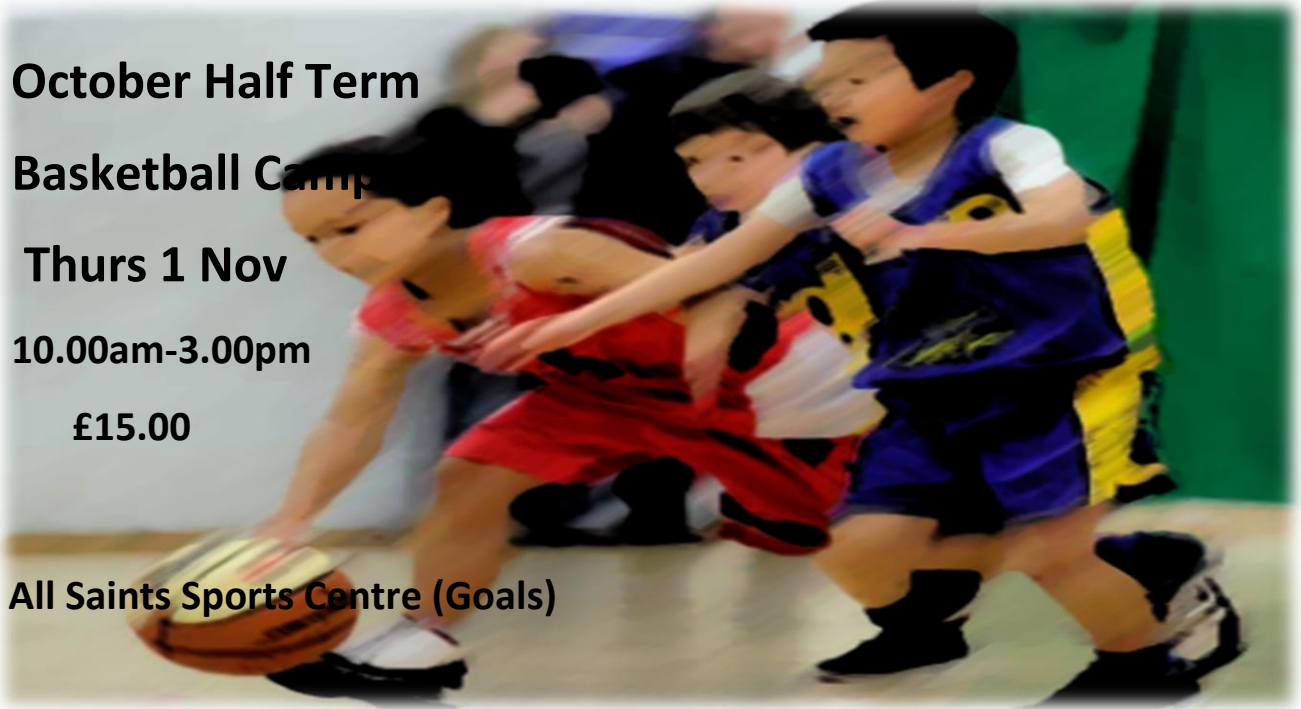 October Half Term
Basketball Camp
Thurs 1 Nov
10.00am-3.00pm
£15.00
All Saints Sports Centre (Goals)